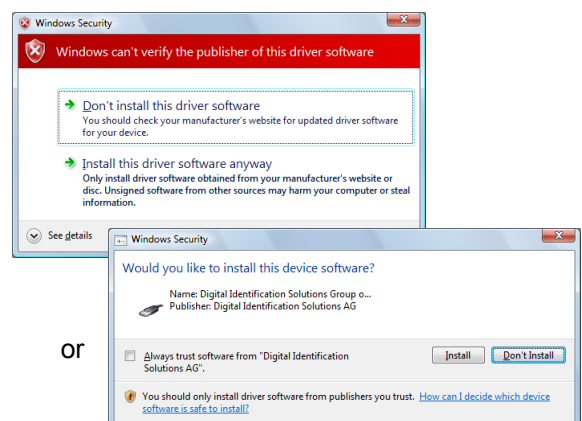 Windows Security
Windows can't verify the publisher of this driver software
Don't install this driver software
You should check your manufacturer's website for updated driver software
for your device.
Install this driver software anyway
Only install driver software obtained from your manufacturer's website or
disc. Unsigned software from other sources may harm your computer or steal
information.
See details
Windows Security
Would you like to install this device software?
Name: Digital Identification Solutions Group o...
Publisher: Digital Identification Solutions AG
or
Always trust software from "Digital Identification
Solutions AG".
Install
Don't Install
You should only install driver software from publishers you trust. How can I decide which device
software is safe to install?